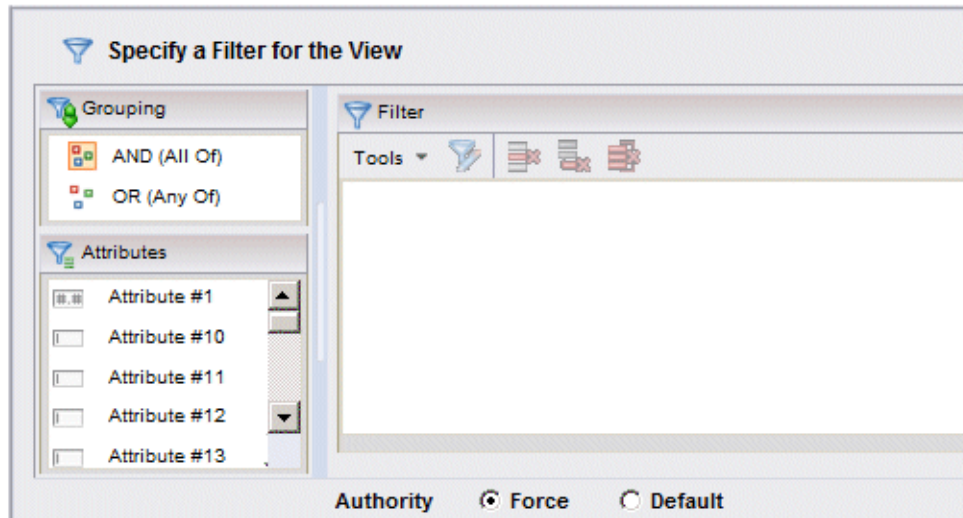 Specify a Filter for the View
Grouping
AND (All Of)
OR (Any Of)
Attributes
Attribute #1
Attribute #10
Attribute #11
Attribute #12
Attribute #13
Filter
Tools
Authority Force Default